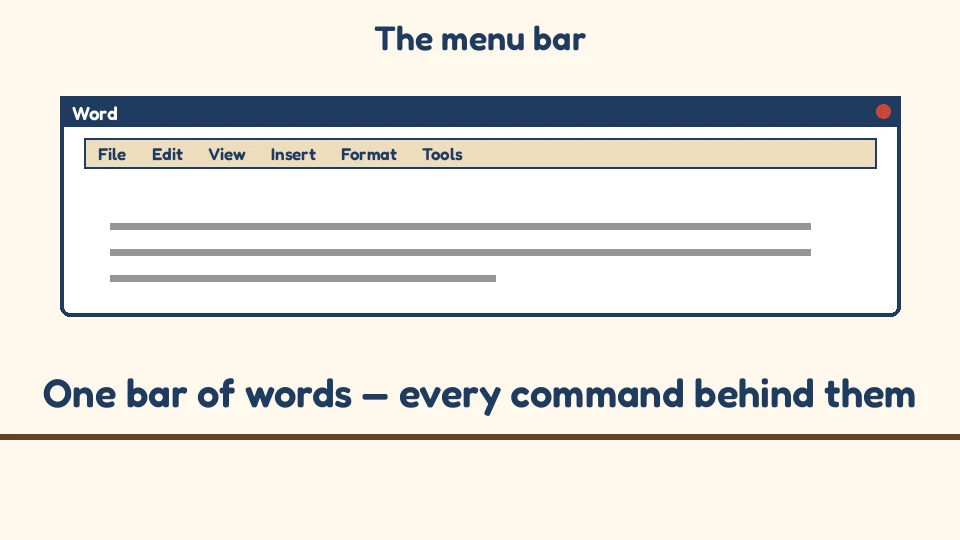 The menu bar
Word
File Edit View Insert Format Tools
One bar of words — every command behind them